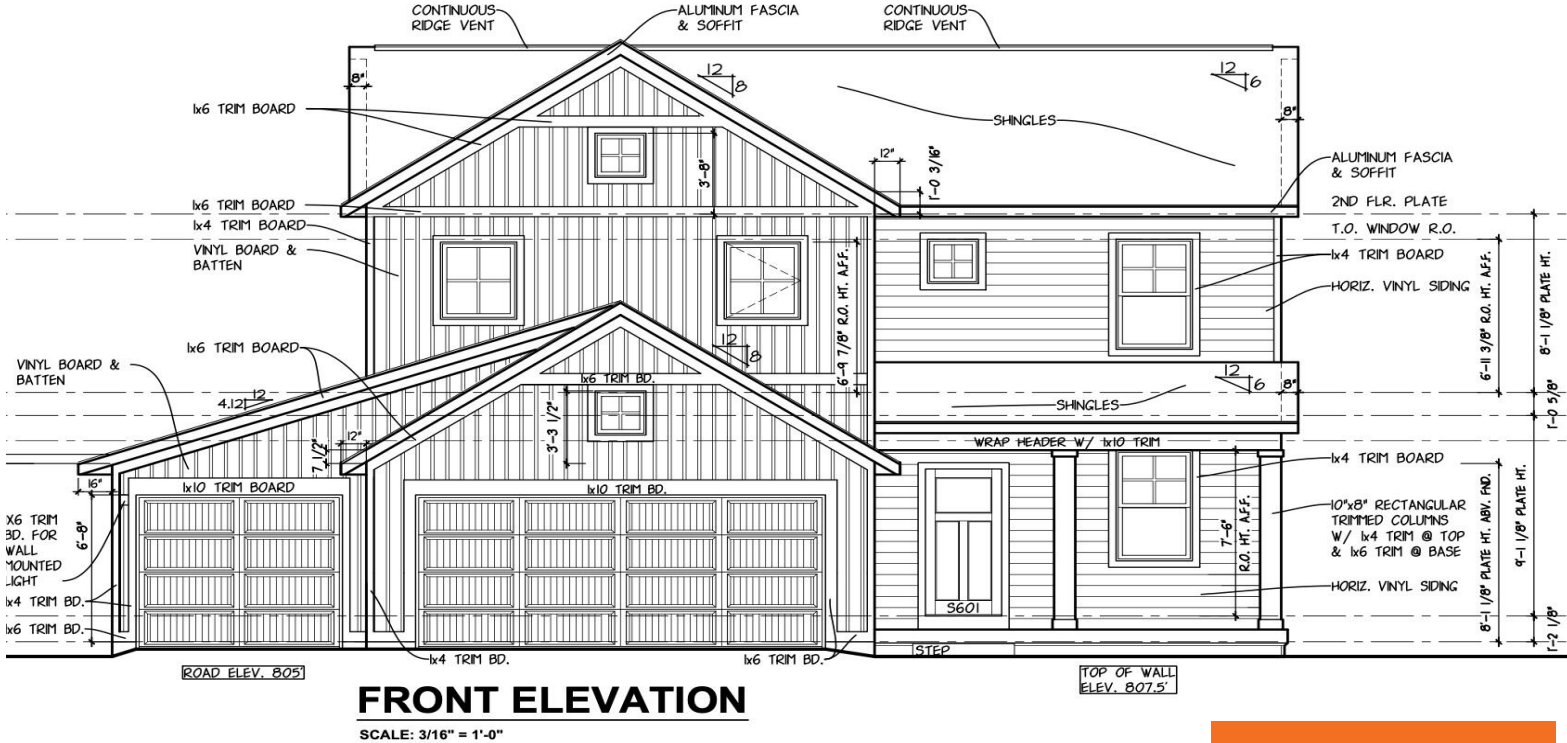 CONTINUOUS
RIDGE VENT
ALUMINUM FASCIA
& SOFFIT
CONTINUOUS
RIDGE VENT
8"
12
8
12
6
1x6 TRIM BOARD
SHINGLES
8"
12"
1'-0 3/16"
3'-8"
ALUMINUM FASCIA
& SOFFIT
1x6 TRIM BOARD
2ND FLR. PLATE
1x4 TRIM BOARD
T.O. WINDOW R.O.
VINYL BOARD &
BATTEN
1x4 TRIM BOARD
HORIZ. VINYL SIDING
6'-9 7/8" R.O. HT. A.F.F.
6'-11 3/8" R.O. HT. A.F.F.
8'-1 1/8" PLATE HT.
1x6 TRIM BOARD
12
8
VINYL BOARD &
BATTEN
1x6 TRIM BD.
12
6
8"
12
4.12
SHINGLES
1'-0 5/8"
3'-3 1/2"
12"
7 1/2"
WRAP HEADER W/ 1x10 TRIM
1x4 TRIM BOARD
16"
1x10 TRIM BOARD
1x10 TRIM BD.
6'-8"
X6 TRIM
BD. FOR
WALL
MOUNTED
LIGHT
10"x8" RECTANGULAR
TRIMMED COLUMNS
W/ 1x4 TRIM @ TOP
& 1x6 TRIM @ BASE
7'-6"
R.O. HT. A.F.F.
8'-1 1/8" PLATE HT. ABV. FND.
9'-1 1/8" PLATE HT.
1x4 TRIM BD.
HORIZ. VINYL SIDING
S601
1x6 TRIM BD.
1'-2 1/8"
STEP
1x4 TRIM BD.
1x6 TRIM BD.
ROAD ELEV. 805'
TOP OF WALL
ELEV. 807.5'
FRONT ELEVATION
SCALE: 3/16" = 1'-0"